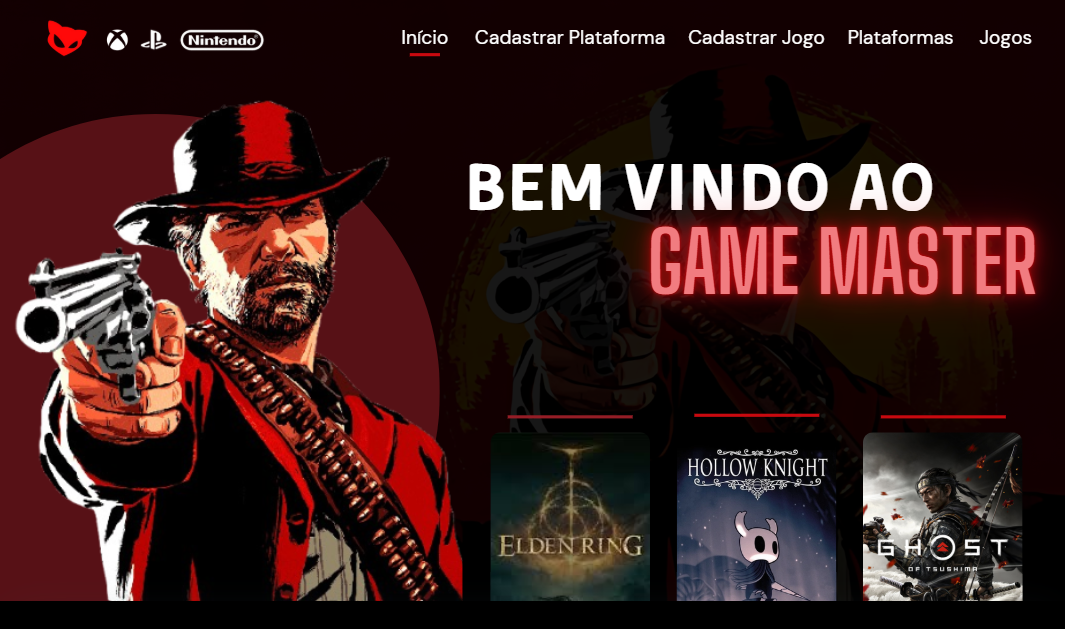 Nintendo
Início Cadastrar Plataforma Cadastrar Jogo Plataformas Jogos
BEM VINDO AO
GAME MASTER
ELDEN RING
HOLLOW KNIGHT
GHOST
OF TSUSHIMA